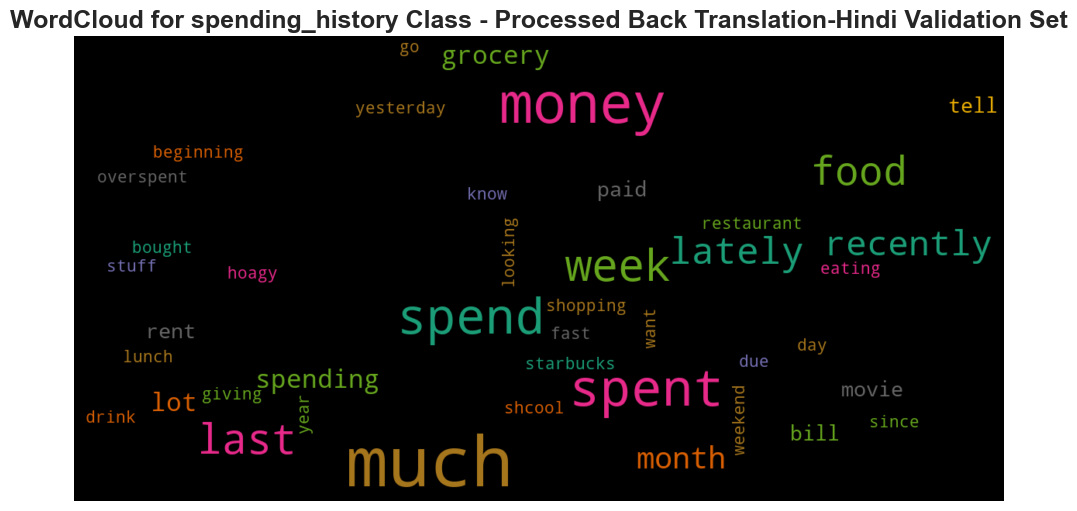 WordCloud for spending_history Class - Processed Back Translation-Hindi Validation Set
go
grocery
money
yesterday
tell
beginning
overspent
food
know
paid
restaurant
looking
bought
stuff
hoagy
week
lately
recently
eating
spend
shopping
rent
fast
want
lunch
starbucks
due
day
spending
giving
year
lot
drink
shcool
spent
weekend
movie
since
bill
last
month
much